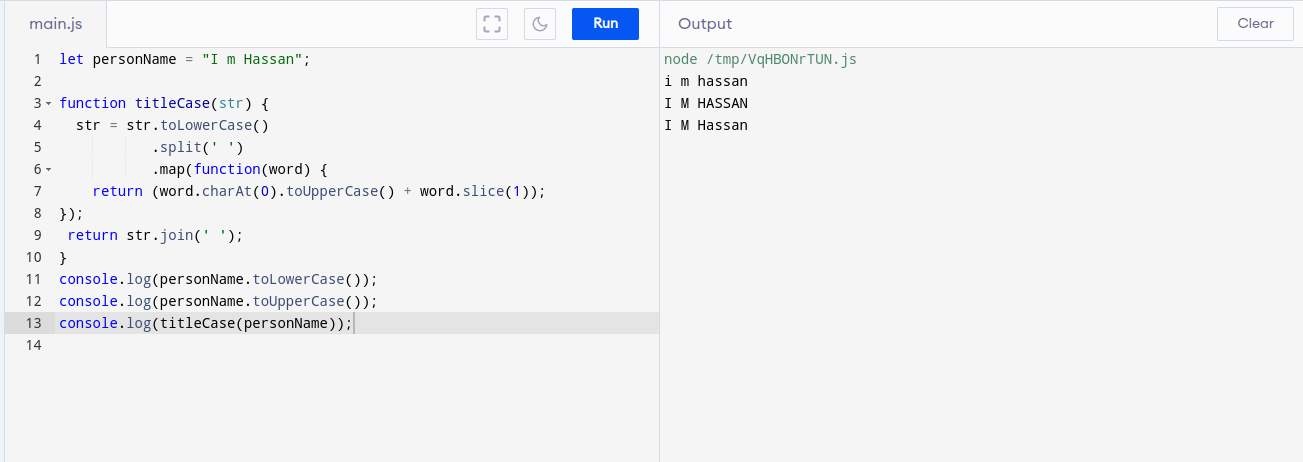 main.js Run Output Clear
1 let personName = "I m Hassan";
2
3 function titleCase(str) {
4   str = str.toLowerCase()
5            .split(' ')
6            .map(function(word) {
7     return (word.charAt(0).toUpperCase() + word.slice(1));
8 });
9  return str.join(' ');
10 }
11 console.log(personName.toLowerCase());
12 console.log(personName.toUpperCase());
13 console.log(titleCase(personName));
14
node /tmp/VqHBONrTUN.js
i m hassan
I M HASSAN
I M Hassan